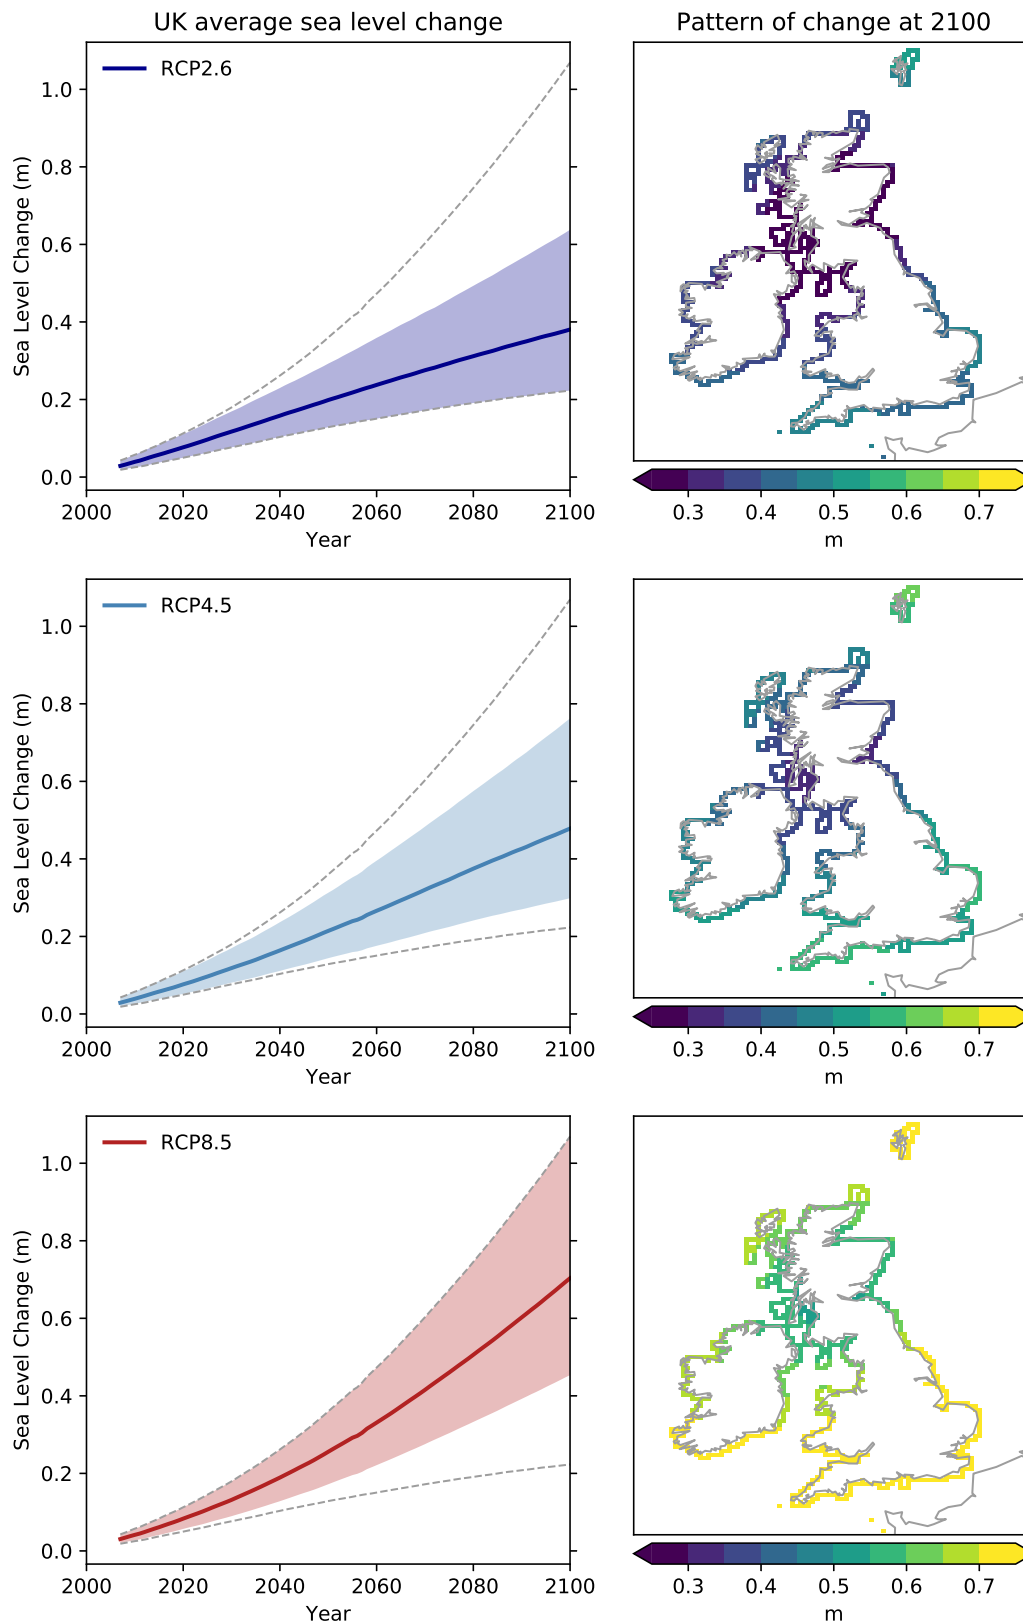 UK average sea level change
Pattern of change at 2100
RCP2.6
Sea Level Change (m)
1.0
0.8
0.6
0.4
0.2
0.0
2000 2020 2040 2060 2080 2100
Year
0.3 0.4 0.5 0.6 0.7
m
RCP4.5
Sea Level Change (m)
1.0
0.8
0.6
0.4
0.2
0.0
2000 2020 2040 2060 2080 2100
Year
0.3 0.4 0.5 0.6 0.7
m
RCP8.5
Sea Level Change (m)
1.0
0.8
0.6
0.4
0.2
0.0
2000 2020 2040 2060 2080 2100
Year
0.3 0.4 0.5 0.6 0.7
m